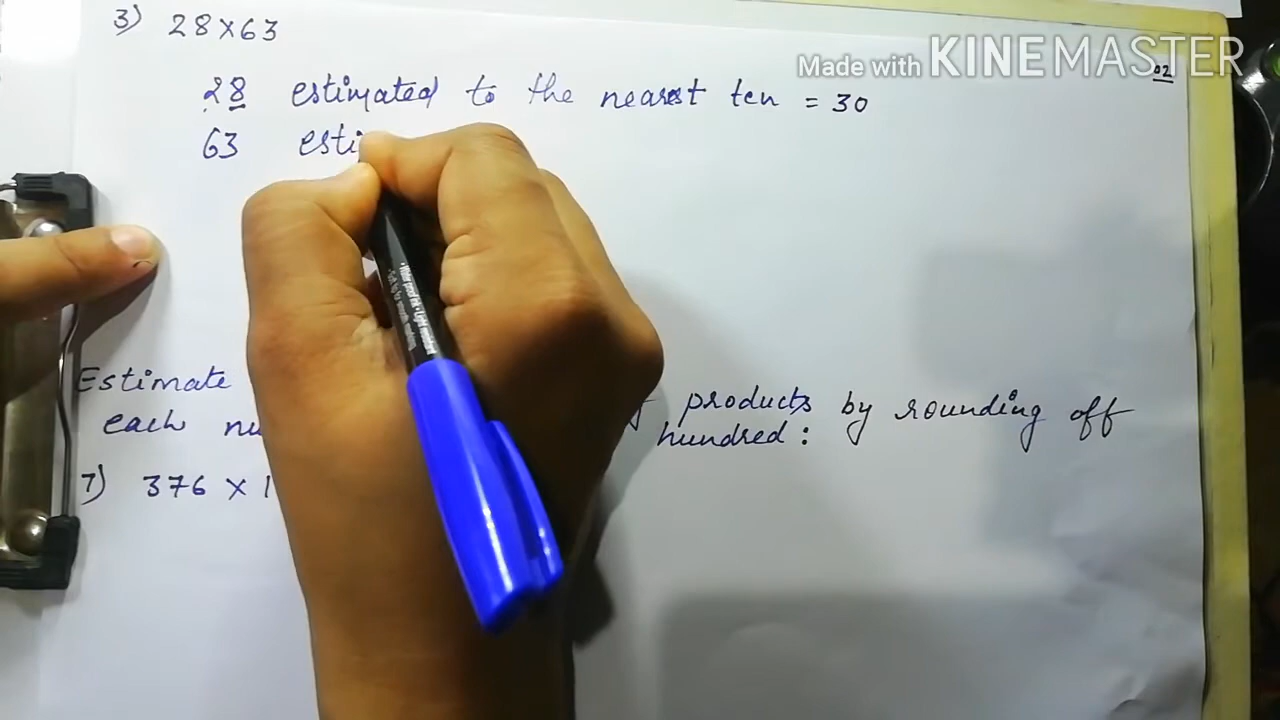 3) 28×63
Made with KINEMASTER
02
28 estimated to the nearest ten = 30
63 esti
Estimate products by rounding off
each hundred:
7) 376 × 1